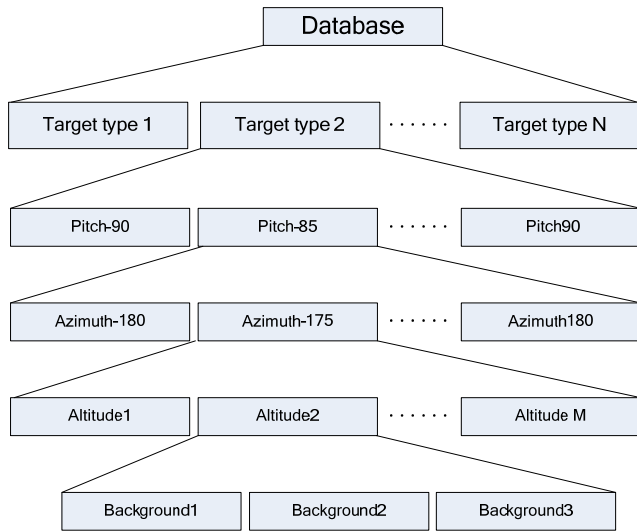 Database
Target type 1 Target type 2 ...... Target type N
Pitch-90 Pitch-85 ...... Pitch90
Azimuth-180 Azimuth-175 ...... Azimuth180
Altitude1 Altitude2 ...... Altitude M
Background1 Background2 Background3